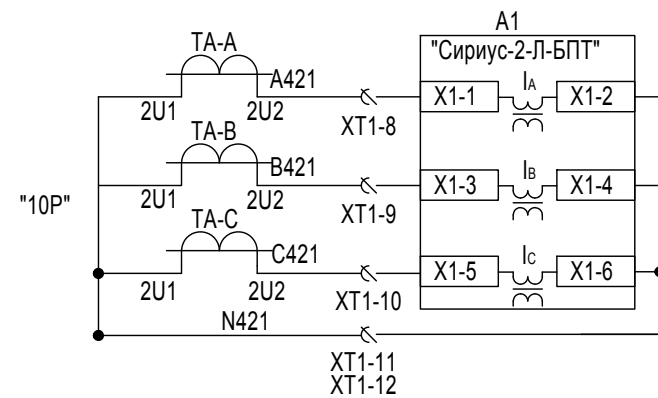 A1
"Сириус-2-Л-БПТ"
TA-A
A421
2U1
2U2
XT1-8
X1-1
IA
X1-2
TA-B
B421
2U1
2U2
XT1-9
X1-3
IB
X1-4
"10P"
TA-C
C421
2U1
2U2
XT1-10
X1-5
IC
X1-6
N421
XT1-11
XT1-12